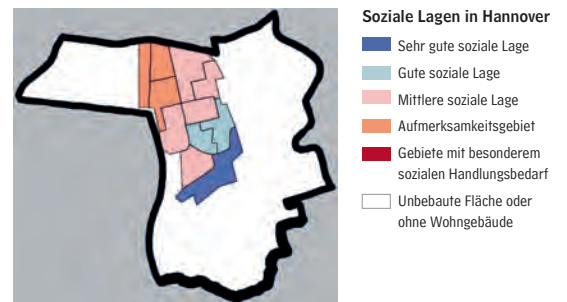 Soziale Lagen in Hannover
Sehr gute soziale Lage
Gute soziale Lage
Mittlere soziale Lage
Aufmerksamkeitsgebiet
Gebiete mit besonderem
sozialen Handlungsbedarf
Unbebaute Fläche oder
ohne Wohngebäude